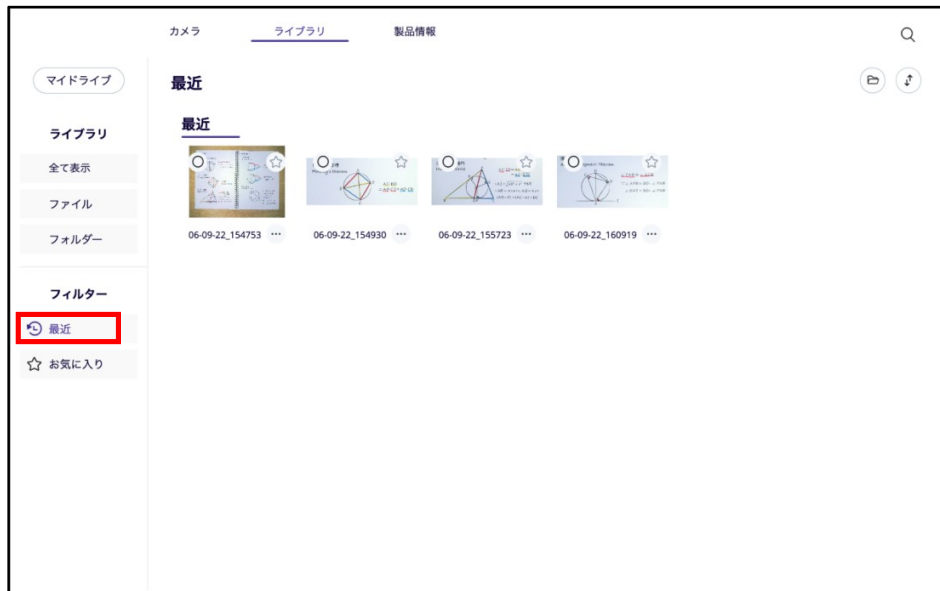 カメラ
ライブラリ
製品情報
マイドライブ
最近
ライブラリ
最近
全て表示
ファイル
フォルダー
06-09-22_154753
06-09-22_154930
06-09-22_155723
06-09-22_160919
フィルター
最近
お気に入り